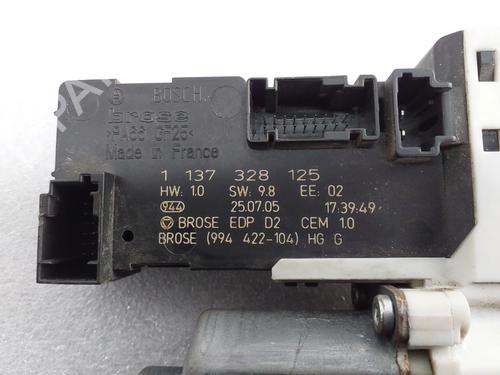 BOSCH
brose
>PA66 GF25<
Made in France
1 137 328 125
HW: 1.0 SW: 9.8 EE: 02
944 25.07.05 17:39:49
BROSE EDP D2 CEM 1.0
BROSE (994 422-104) HG G